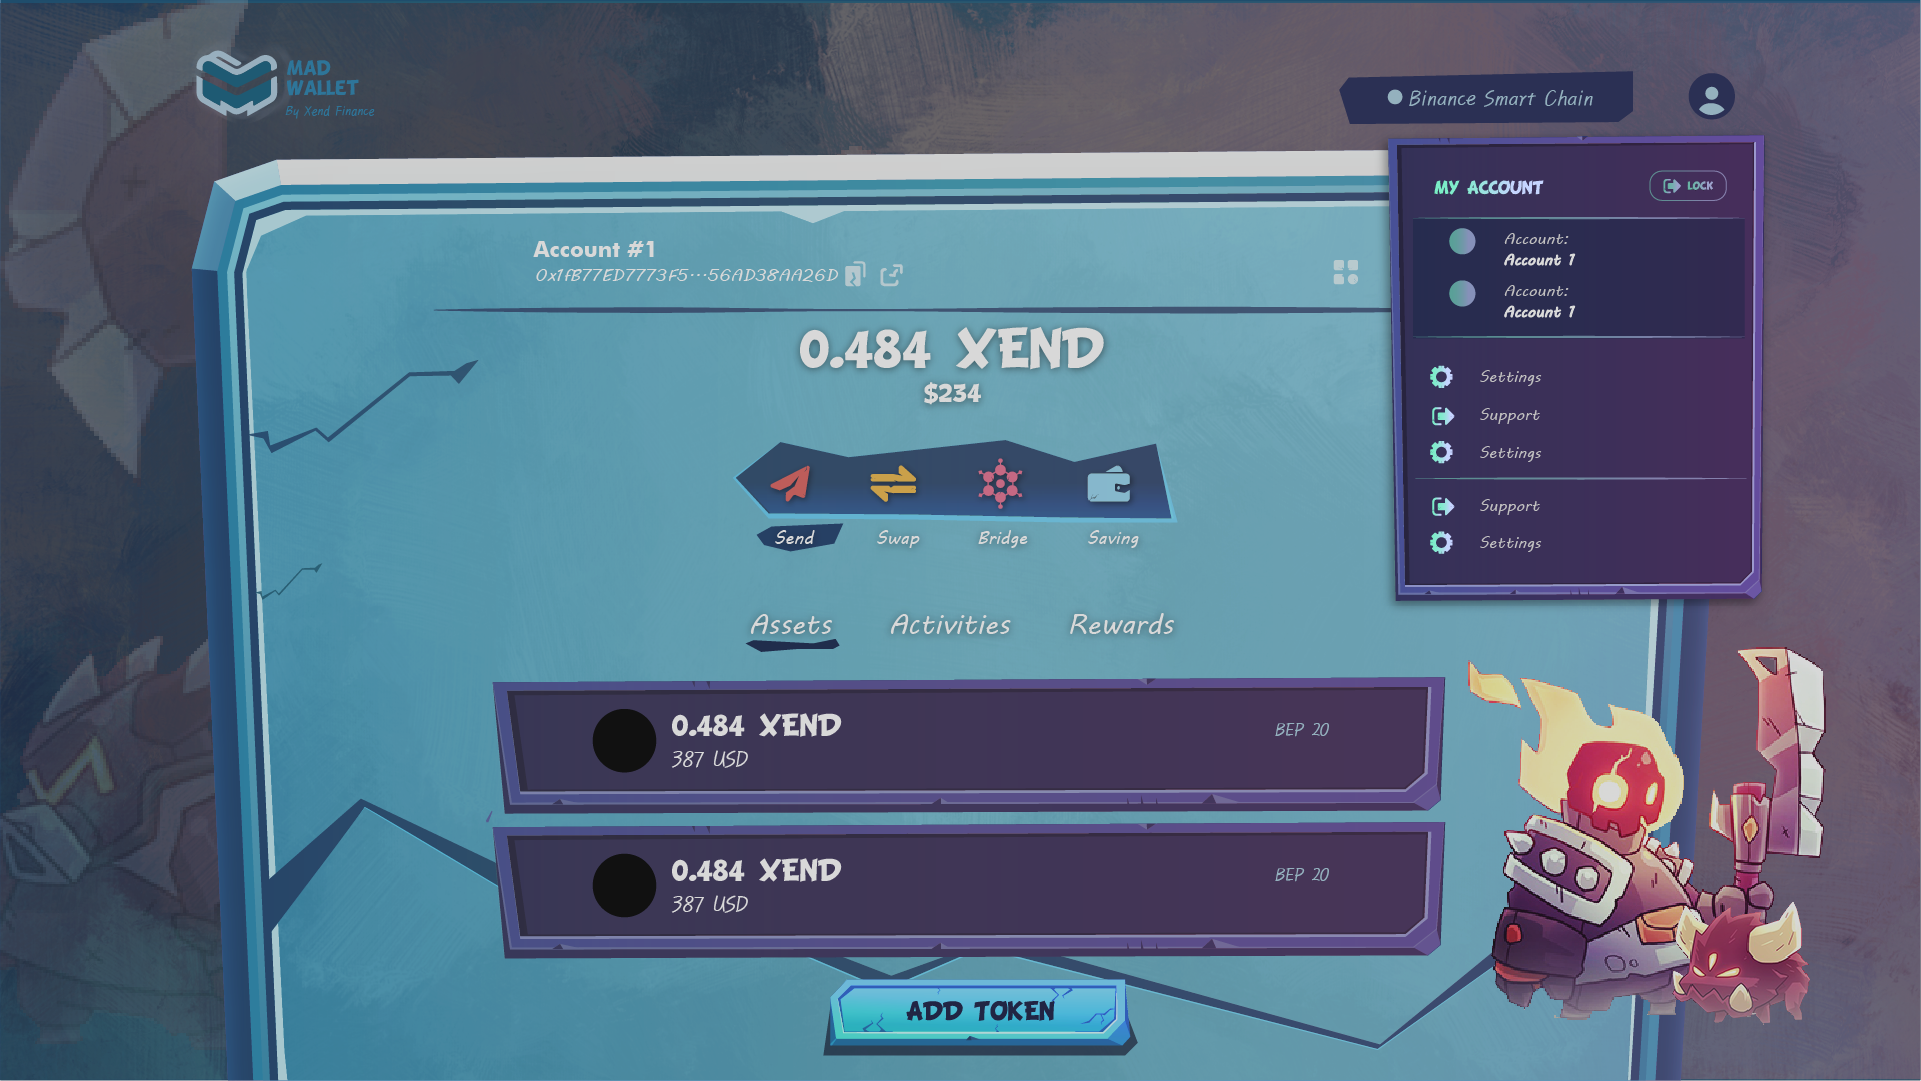 MAD
WALLET
By Xend Finance
Binance Smart Chain
MY ACCOUNT
LOCK
Account:
Account 1
Account:
Account 1
Settings
Support
Settings
Support
Settings
Account #1
0x1fB77ED7773F5...56AD38AA26D
0.484 XEND
$234
Send
Swap
Bridge
Saving
Assets
Activities
Rewards
0.484 XEND
387 USD
BEP 20
0.484 XEND
387 USD
BEP 20
ADD TOKEN